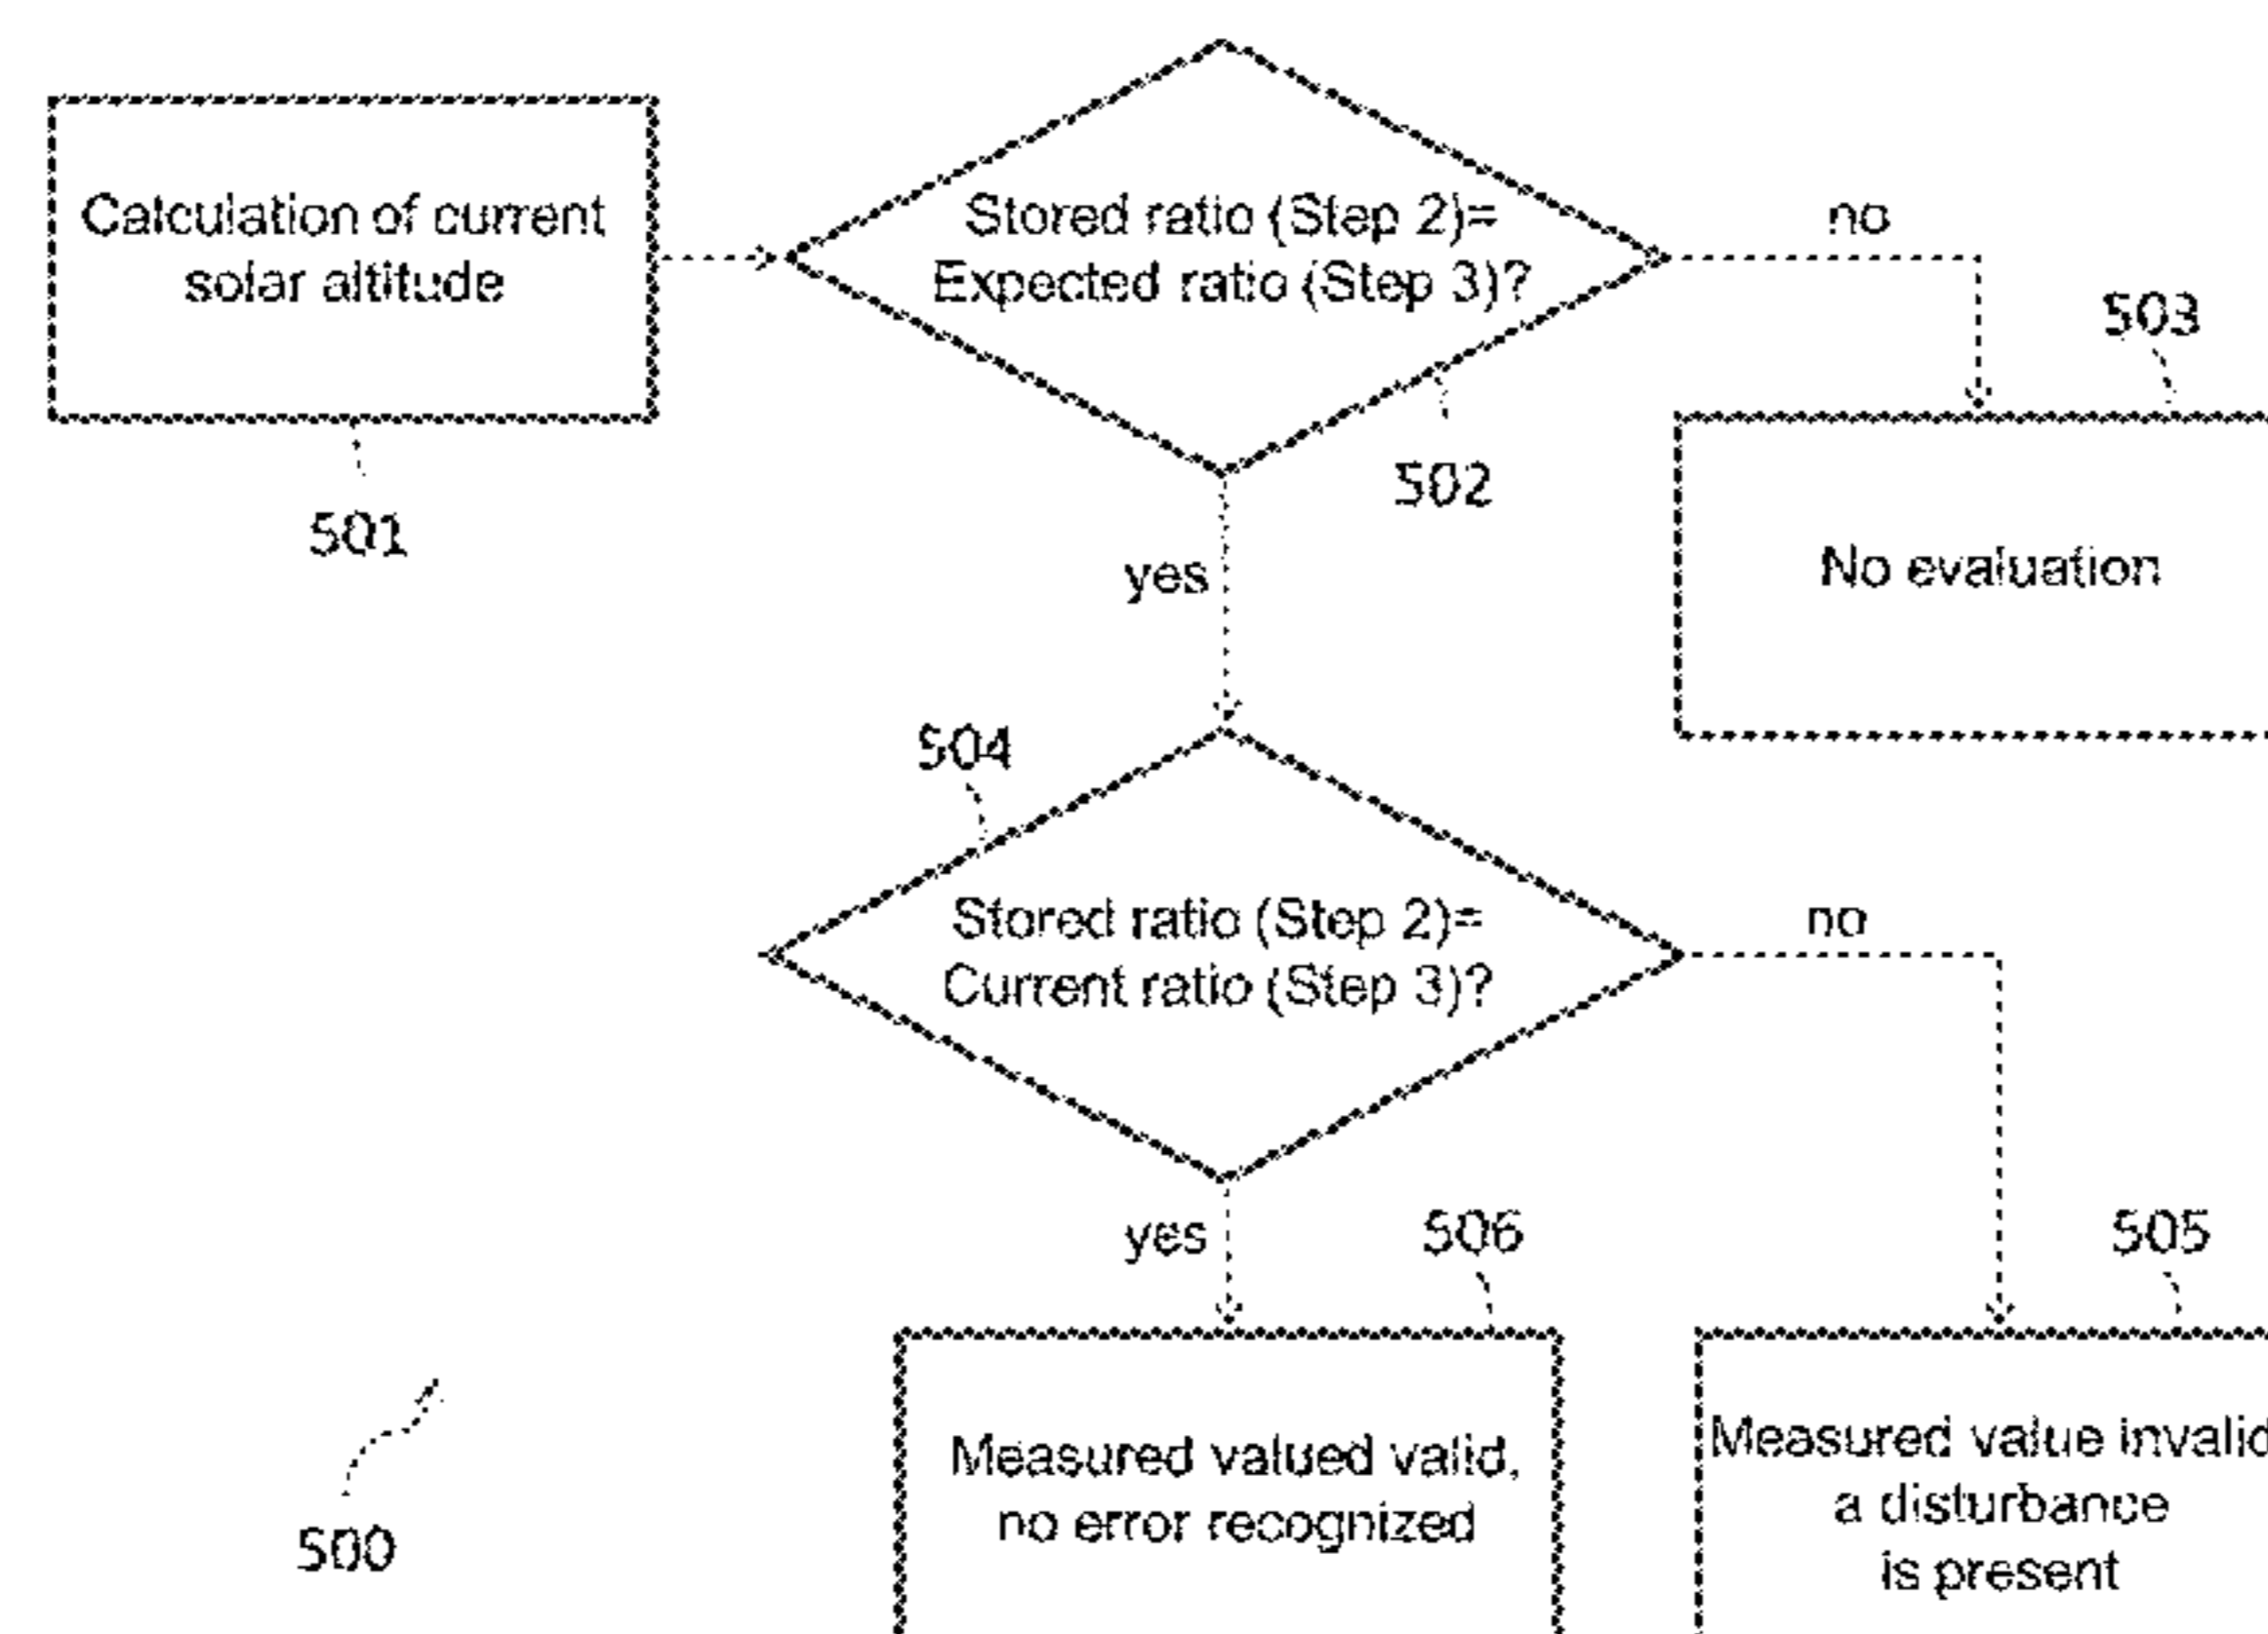 Calculation of current
solar altitude
501
Stored ratio (Step 2)=
Expected ratio (Step 3)?
502
no
503
No evaluation
yes
504
Stored ratio (Step 2)=
Current ratio (Step 3)?
no
yes
506
505
Measured valued valid,
no error recognized
Measured value invalid
a disturbance
is present
500